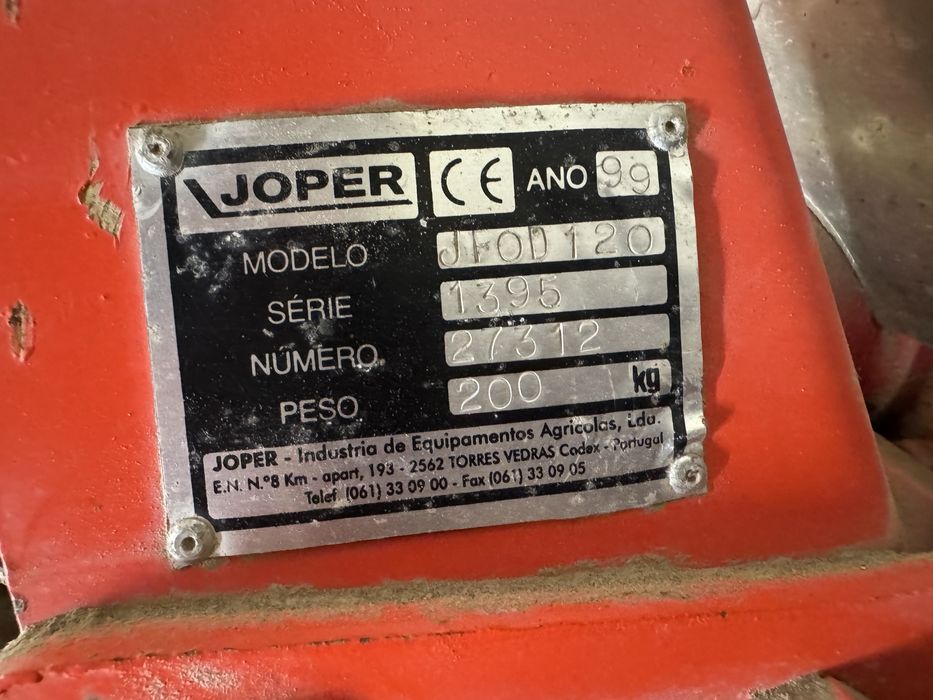 JOPER CE ANO 99
MODELO JFOD120
SÉRIE 1395
NÚMERO 27312
PESO 200 kg
JOPER - Industria de Equipamentos Agricolas, Lda.
E.N. N.º8 Km - apart, 193 - 2562 TORRES VEDRAS Codex - Portugal
Telef (061) 33 09 00 - Fax (061) 33 09 05